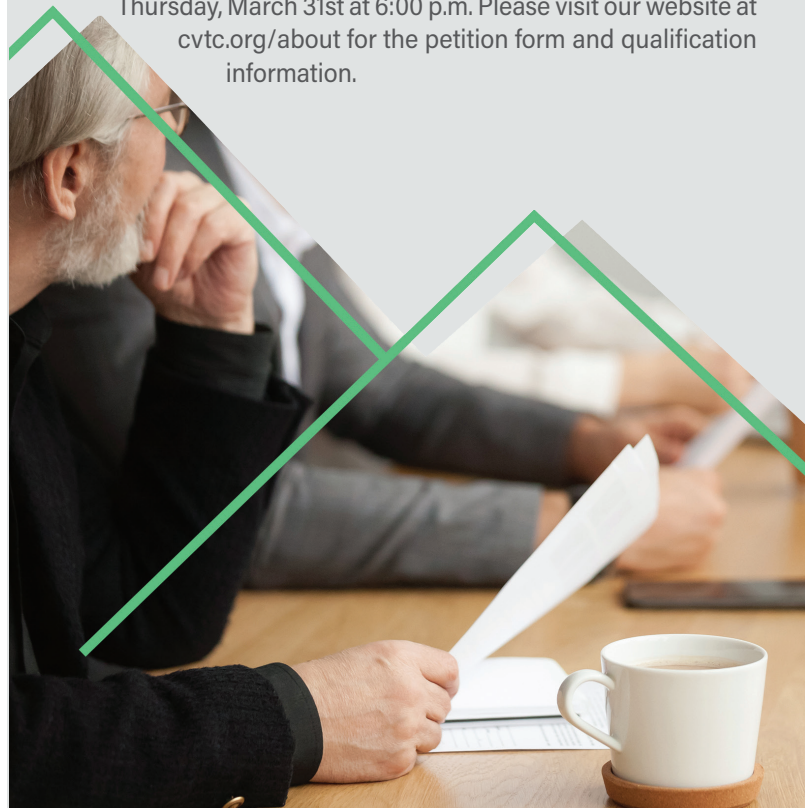 Thursday, March 31st at 6:00 p.m. Please visit our website at
cvtc.org/about for the petition form and qualification
information.